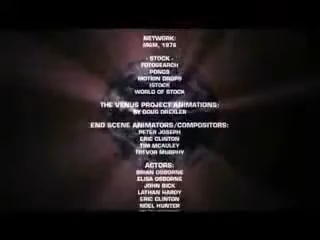 NETWORK:
MGM, 1976
- STOCK -
FOTOSEARCH
POND5
MOTION DROPS
ISTOCK
WORLD OF STOCK
THE VENUS PROJECT ANIMATIONS:
BY DOUG DREXLER
END SCENE ANIMATORS/COMPOSITORS:
PETER JOSEPH
ERIC CLINTON
TIM MCAULEY
TREVOR MURPHY
ACTORS:
BRIAN OSBORNE
ELISA OSBORNE
JOHN BICK
LATHAN HARDY
ERIC CLINTON
NOEL HUNTER